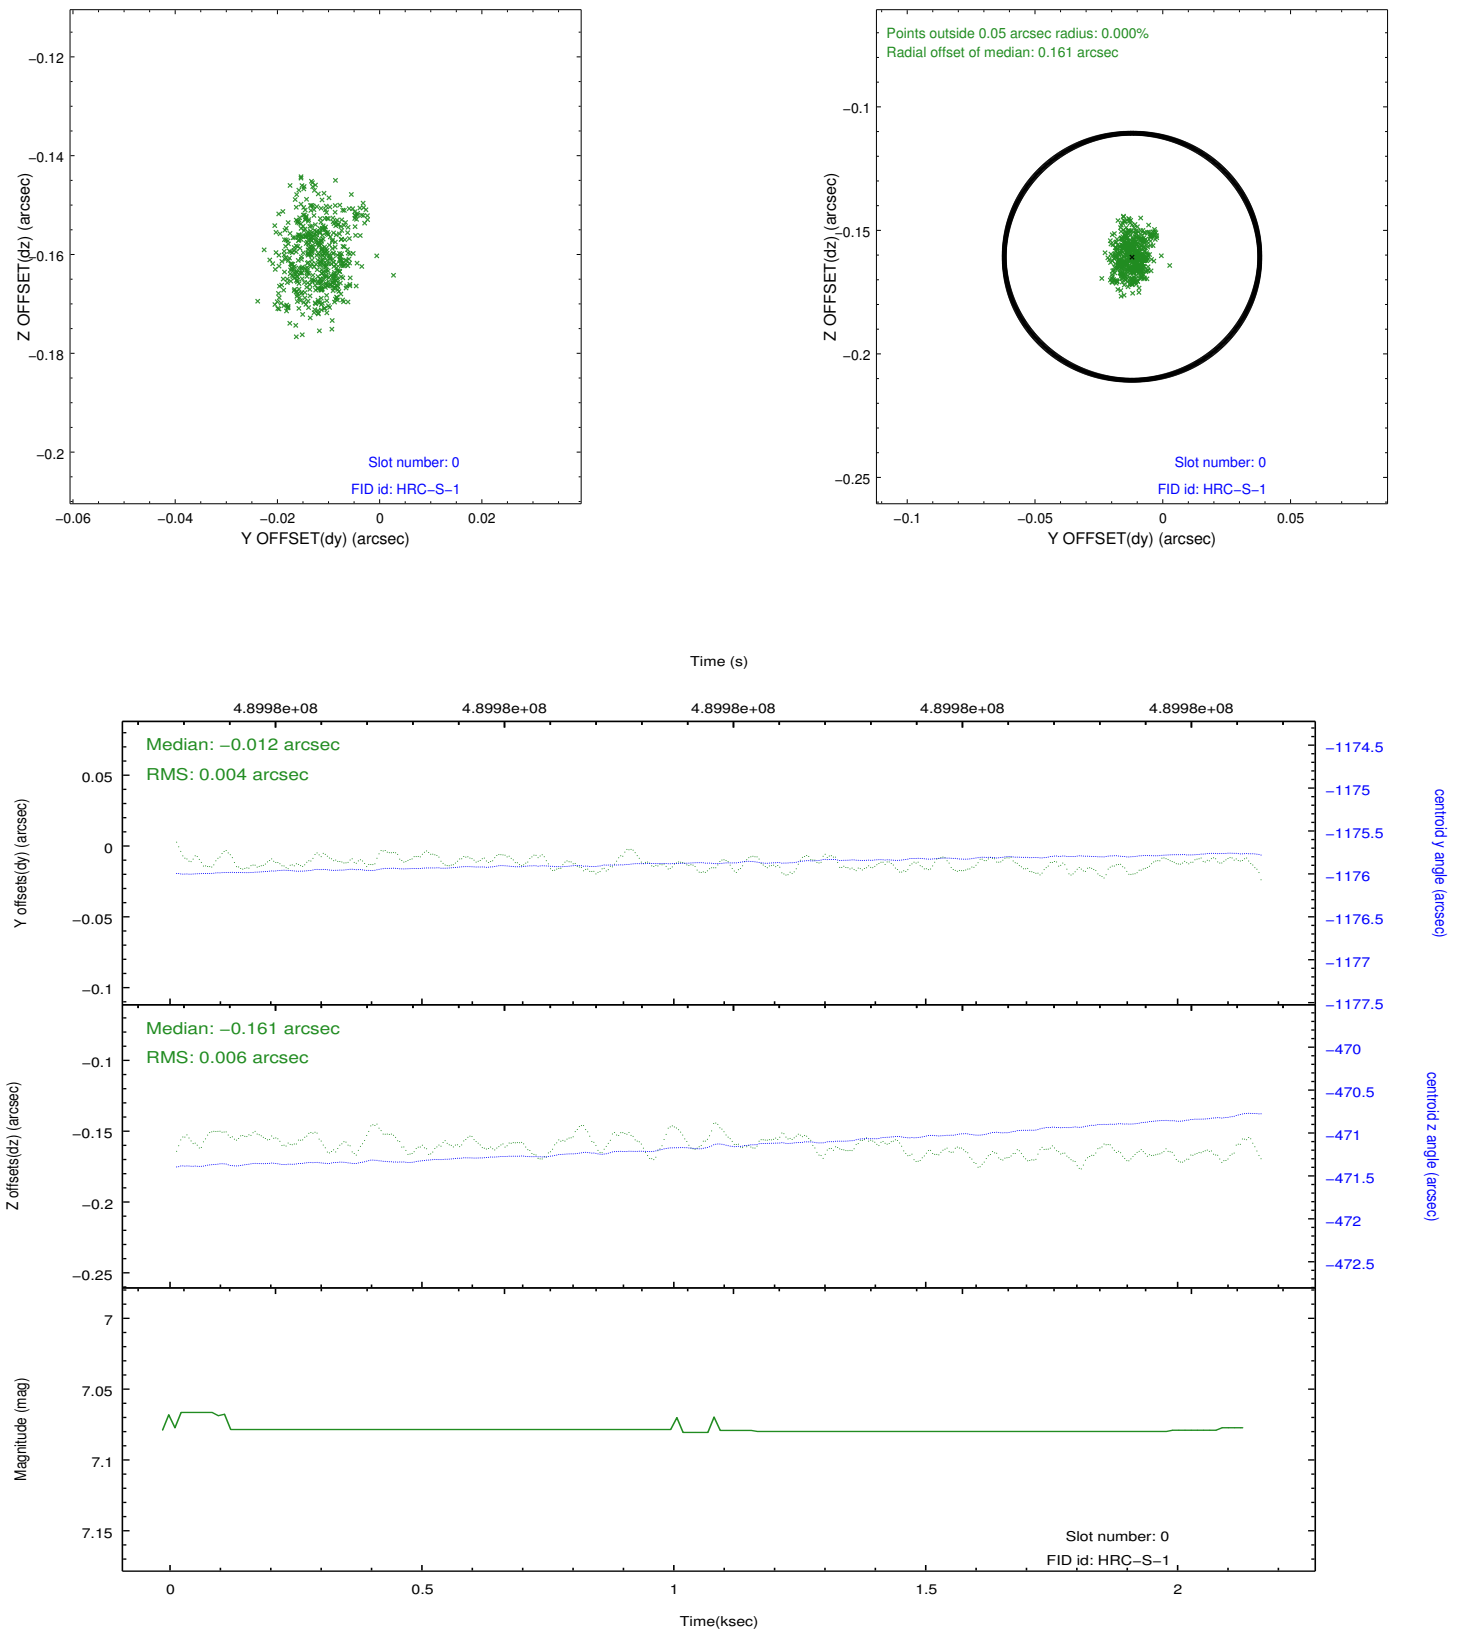 −0.12
−0.14
−0.16
−0.18
−0.2
Z OFFSET(dz) (arcsec)
Slot number: 0
FID id: HRC−S−1
−0.06 −0.04 −0.02 0 0.02
Y OFFSET(dy) (arcsec)
Points outside 0.05 arcsec radius: 0.000%
Radial offset of median: 0.161 arcsec
−0.1
−0.15
−0.2
−0.25
Z OFFSET(dz) (arcsec)
Slot number: 0
FID id: HRC−S−1
−0.1 −0.05 0 0.05
Y OFFSET(dy) (arcsec)
Time (s)
4.8998e+08 4.8998e+08 4.8998e+08 4.8998e+08 4.8998e+08
Median: −0.012 arcsec
RMS: 0.004 arcsec
0.05
0
−0.05
−0.1
Y offsets(dy) (arcsec)
−1174.5
−1175
−1175.5
−1176
−1176.5
−1177
−1177.5
centroid y angle (arcsec)
Median: −0.161 arcsec
RMS: 0.006 arcsec
−0.1
−0.15
−0.2
−0.25
Z offsets(dz) (arcsec)
−470
−470.5
−471
−471.5
−472
−472.5
centroid z angle (arcsec)
7
7.05
7.1
7.15
Magnitude (mag)
Slot number: 0
FID id: HRC−S−1
0 0.5 1 1.5 2
Time(ksec)